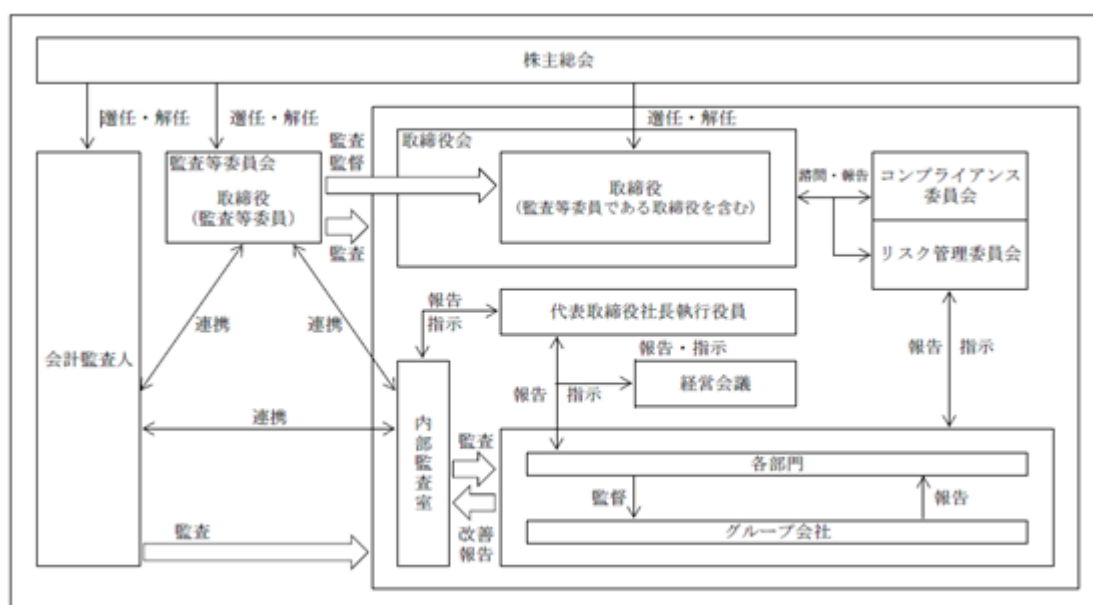 株主総会
選任・解任
選任・解任
選任・解任
監査
監督
取締役会
監査等委員会
取締役
(監査等委員)
取締役
(監査等委員である取締役を含む)
諮問・報告
コンプライアンス
委員会
リスク管理委員会
監査
連携
連携
会計監査人
報告
指示
代表取締役社長執行役員
報告・指示
経営会議
報告
指示
報告
指示
連携
内部監査室
監査
改善
報告
各部門
監督
報告
グループ会社
監査